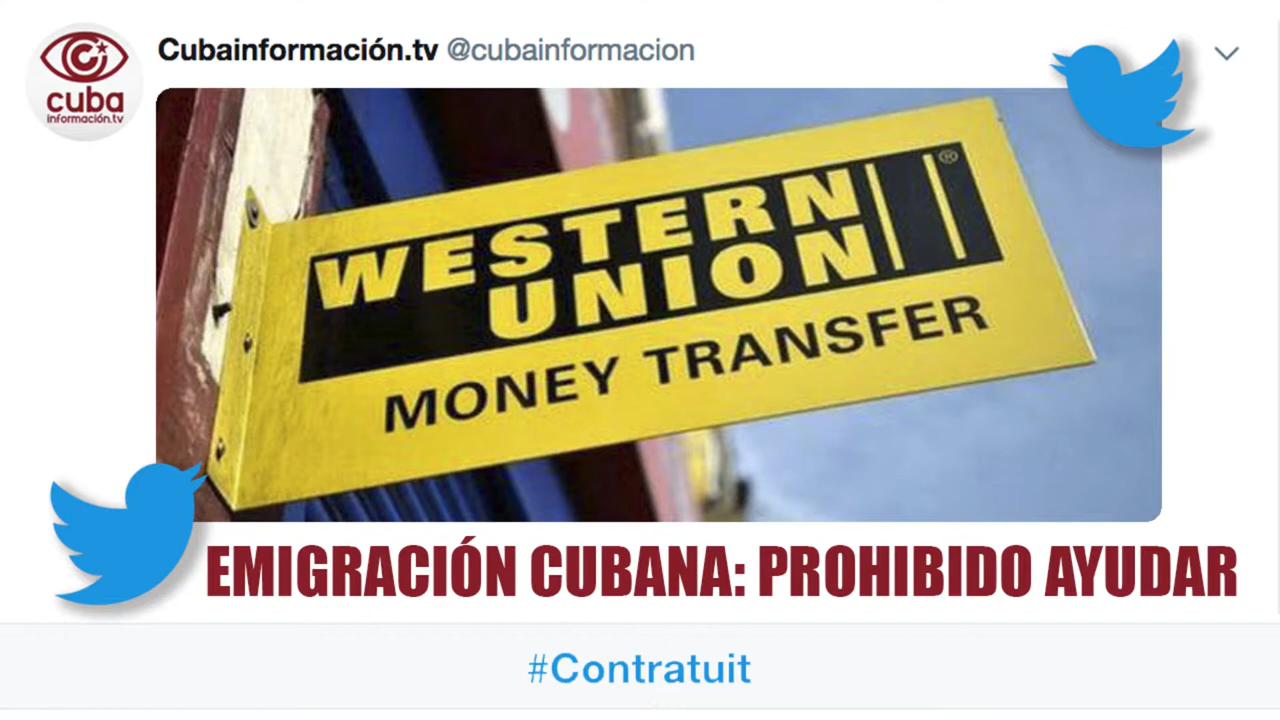 Cubainformación.tv @cubainformacion
cuba
información.tv
WESTERN
UNION
®
MONEY TRANSFER
EMIGRACIÓN CUBANA: PROHIBIDO AYUDAR
#Contratuit